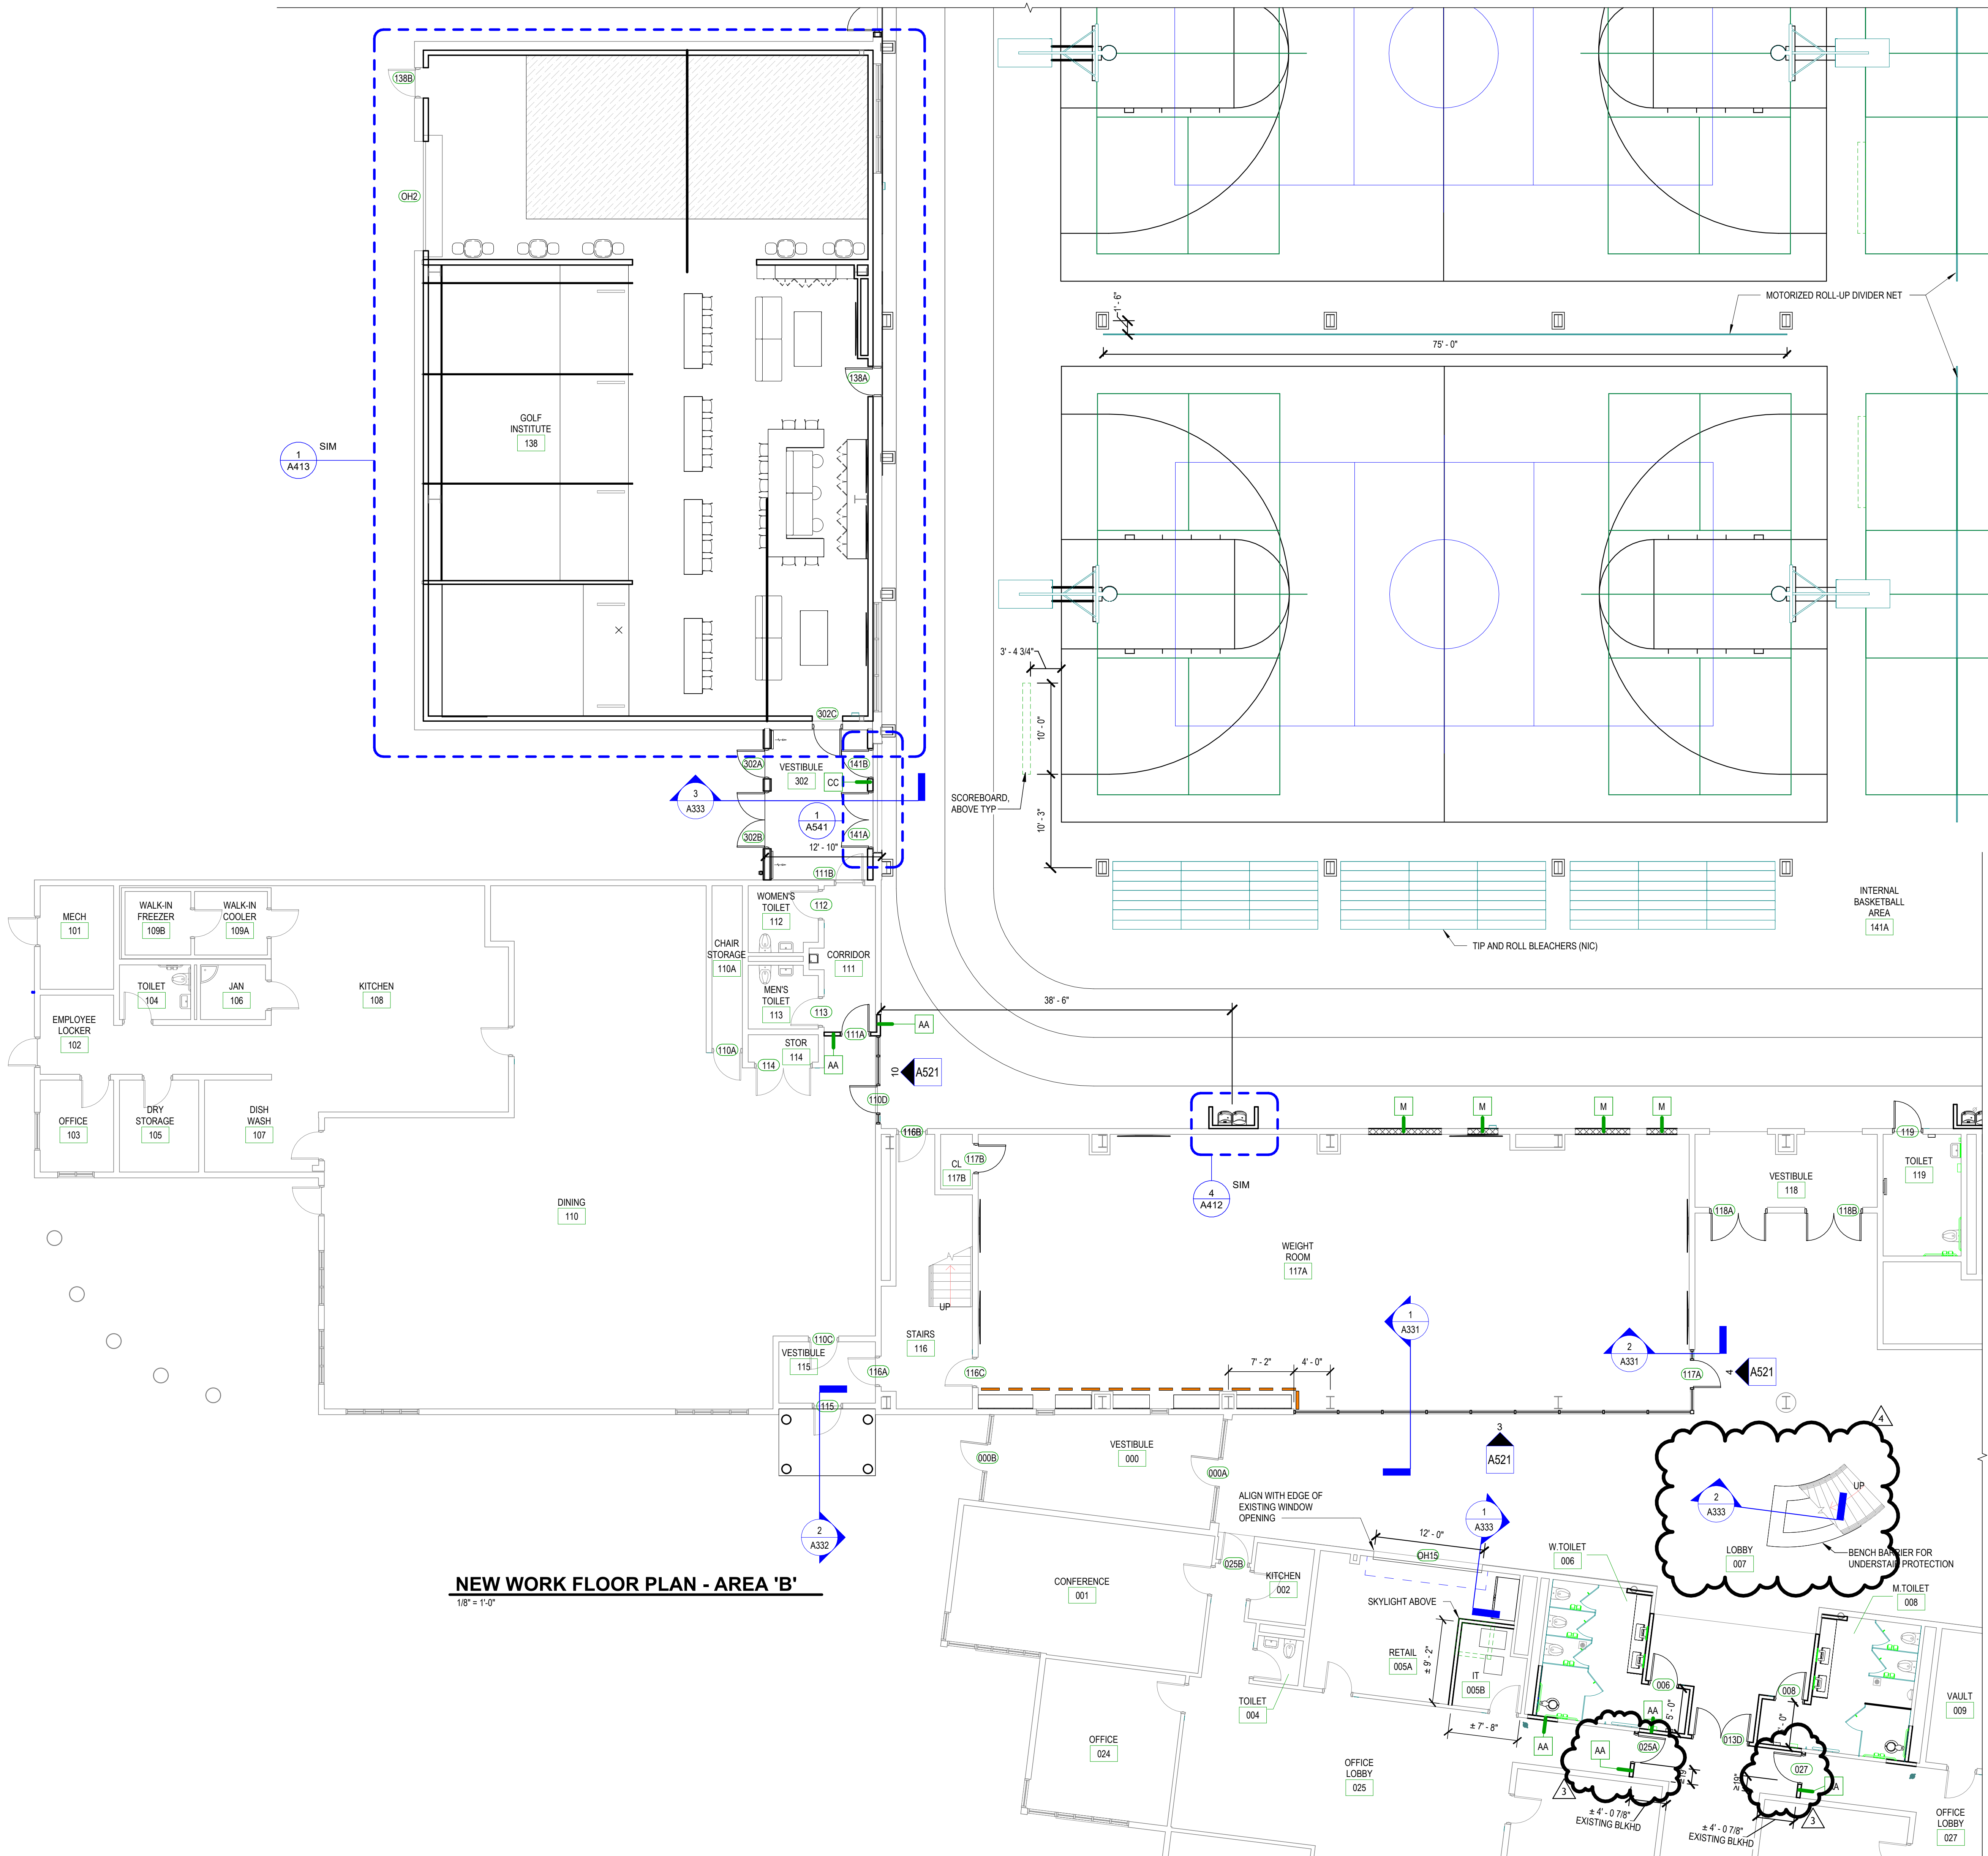 138B
OH2
MOTORIZED ROLL-UP DIVIDER NET
1' - 6"
75' - 0"
138A
GOLF
INSTITUTE
138
1
A413
SIM
3' - 4 3/4"
10' - 0"
10' - 3"
SCOREBOARD,
ABOVE TYP
302C
302A
VESTIBULE
302
141B
CC
3
A333
1
A541
302B
141A
12' - 10"
111B
MECH
101
WALK-IN
FREEZER
109B
WALK-IN
COOLER
109A
WOMEN'S
TOILET
112
112
CHAIR
STORAGE
110A
CORRIDOR
111
INTERNAL
BASKETBALL
AREA
141A
TIP AND ROLL BLEACHERS (NIC)
TOILET
104
JAN
106
KITCHEN
108
MEN'S
TOILET
113
113
38' - 6"
EMPLOYEE
LOCKER
102
AA
111A
STOR
114
110A
114
AA
10
A521
110D
OFFICE
103
DRY
STORAGE
105
DISH
WASH
107
M
M
M
M
116B
117B
CL
117B
119
TOILET
119
4
A412
SIM
VESTIBULE
118
118A
118B
DINING
110
WEIGHT
ROOM
117A
UP
STAIRS
116
110C
VESTIBULE
115
116A
116C
1
A331
2
A331
7' - 2"
4' - 0"
117A
4
A521
115
3
A521
VESTIBULE
000
000B
000A
4
2
A333
UP
LOBBY
007
BENCH BARRIER FOR
UNDERSTAIR PROTECTION
ALIGN WITH EDGE OF
EXISTING WINDOW
OPENING
1
A333
12' - 0"
OH15
2
A332
025B
KITCHEN
002
W.TOILET
006
M.TOILET
008
CONFERENCE
001
SKYLIGHT ABOVE
NEW WORK FLOOR PLAN - AREA 'B'
1/8" = 1'-0"
RETAIL
005A
± 9' - 2"
IT
005B
TOILET
004
± 7' - 8"
006
008
VAULT
009
AA
5' - 0"
AA
AA
025A
013D
027
OFFICE
024
OFFICE
LOBBY
025
3
± 4' - 0 7/8"
EXISTING BLKHD
± 4' - 0 7/8"
EXISTING BLKHD
3
OFFICE
LOBBY
027